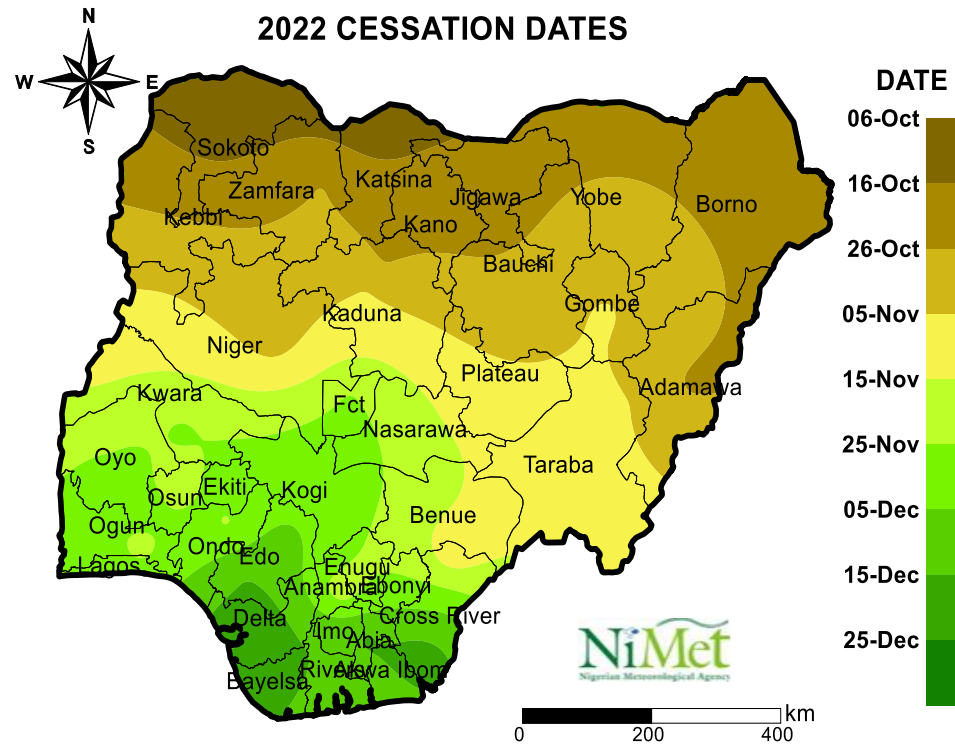 2022 CESSATION DATES
N
W
E
S
DATE
06-Oct
16-Oct
26-Oct
05-Nov
15-Nov
25-Nov
05-Dec
15-Dec
25-Dec
Sokoto
Zamfara
Katsina
Jigawa
Yobe
Borno
Kebbi
Kano
Bauchi
Gombe
Kaduna
Niger
Plateau
Adamawa
Kwara
Fct
Nasarawa
Oyo
Taraba
Osun
Ekiti
Kogi
Ogun
Benue
Ondo
Edo
Lagos
Enugu
Anambra
Ebonyi
Delta
Cross River
Imo
Abia
Rivers
Akwa Ibom
Bayelsa
NiMet
Nigerian Meteorological Agency
km
0
200
400